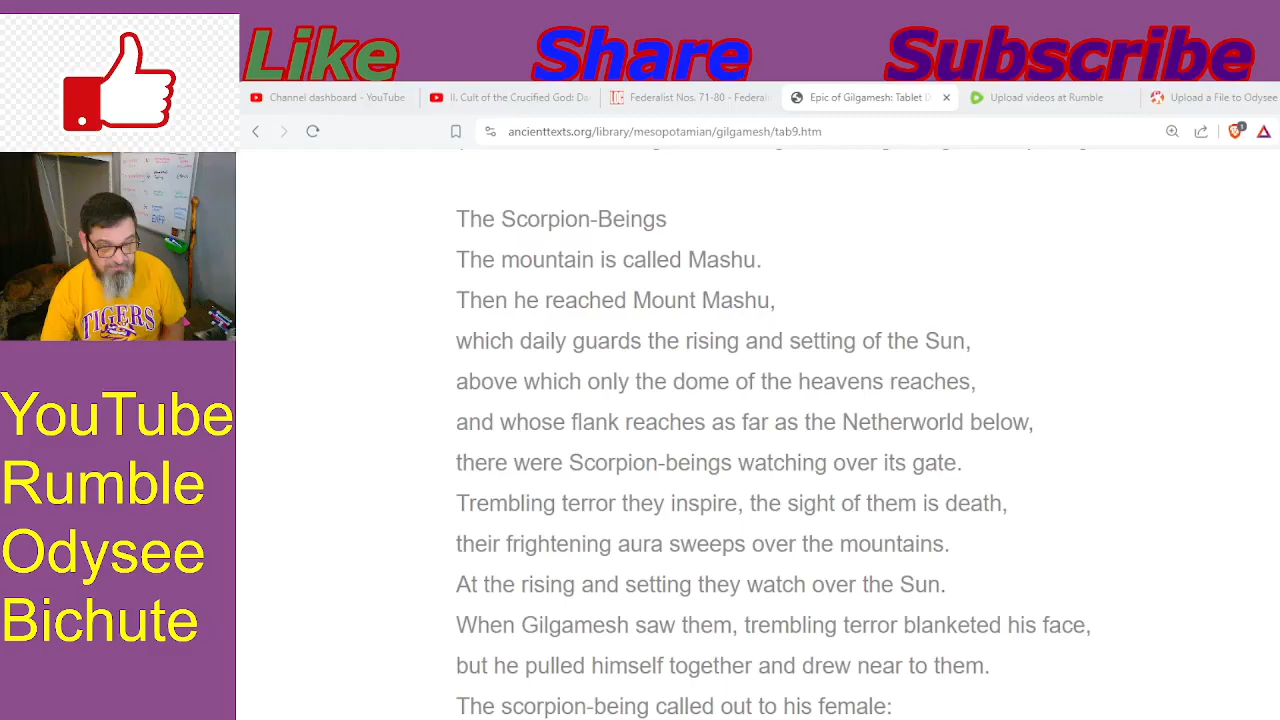 Like Share Subscribe
Channel dashboard - YouTube
II. Cult of the Crucified God: Da
Federalist Nos. 71-80 - Federal
Epic of Gilgamesh: Tablet
Upload videos at Rumble
Upload a File to Odysee
ancienttexts.org/library/mesopotamian/gilgamesh/tab9.htm
1
The Scorpion-Beings
The mountain is called Mashu.
Then he reached Mount Mashu,
which daily guards the rising and setting of the Sun,
above which only the dome of the heavens reaches,
and whose flank reaches as far as the Netherworld below,
there were Scorpion-beings watching over its gate.
Trembling terror they inspire, the sight of them is death,
their frightening aura sweeps over the mountains.
At the rising and setting they watch over the Sun.
When Gilgamesh saw them, trembling terror blanketed his face,
but he pulled himself together and drew near to them.
The scorpion-being called out to his female:
TIGERS
YouTube
Rumble
Odysee
Bichute